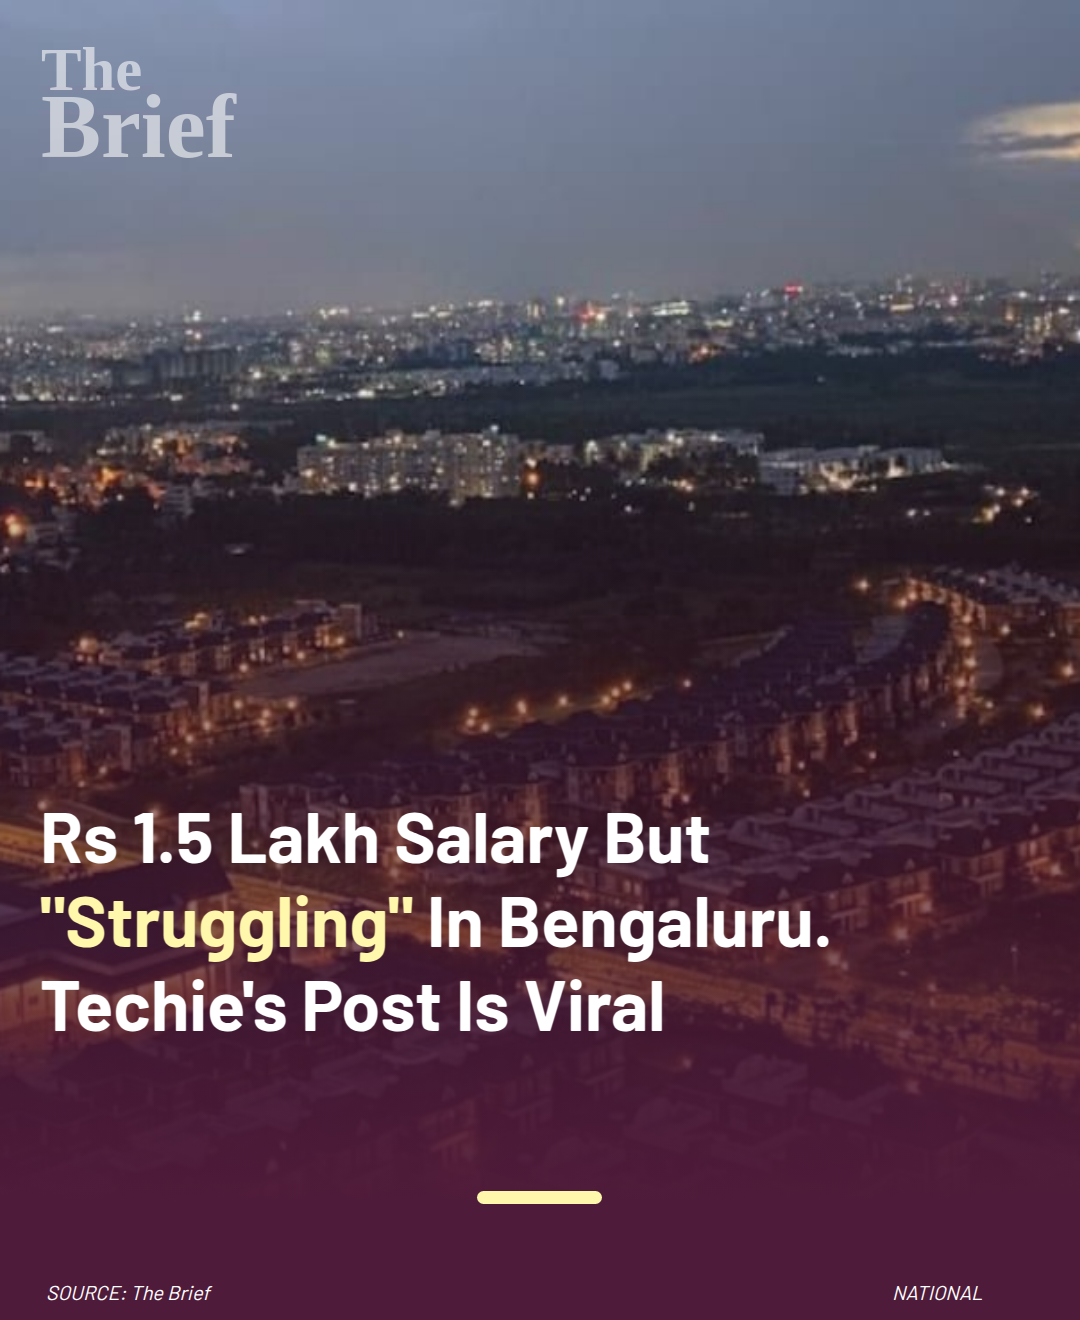 The
Brief
Rs 1.5 Lakh Salary But
"Struggling" In Bengaluru.
Techie's Post Is Viral
SOURCE: The Brief
NATIONAL